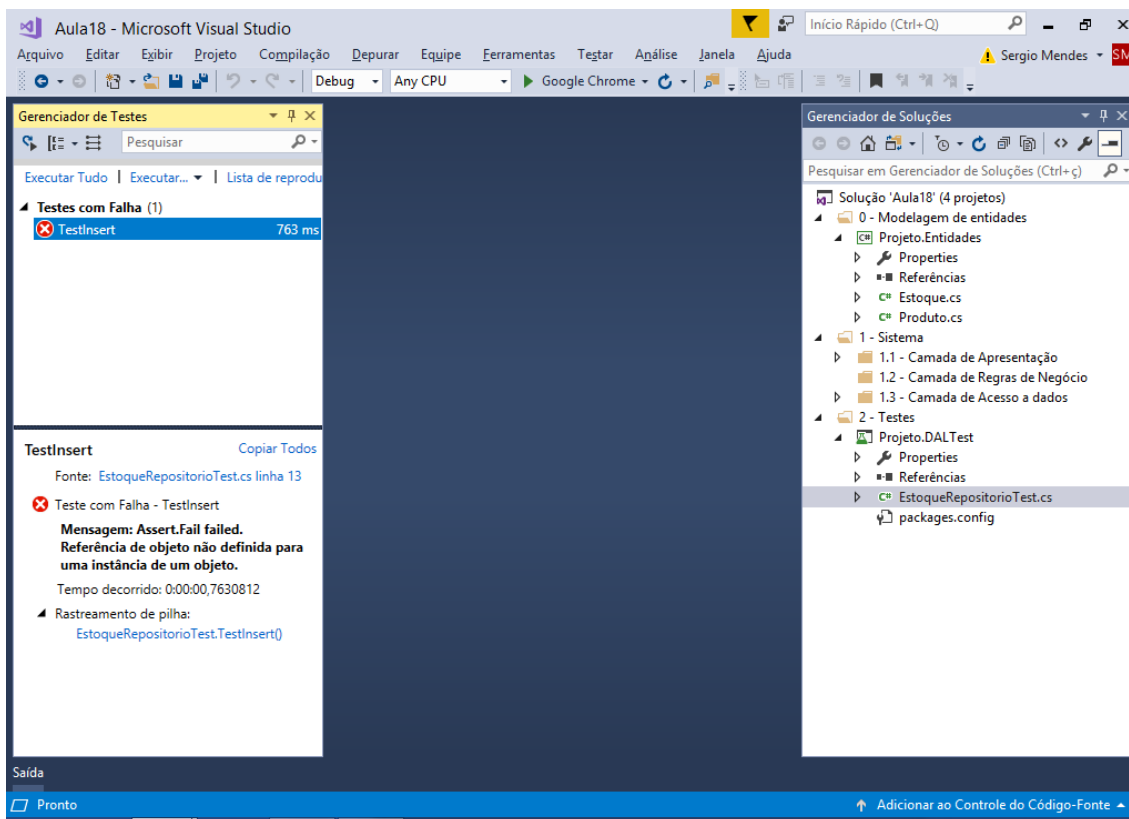 Aula18 - Microsoft Visual Studio
Início Rápido (Ctrl+Q)
Arquivo Editar Exibir Projeto Compilação Depurar Equipe Ferramentas Testar Análise Janela Ajuda
Sergio Mendes SM
Debug Any CPU Google Chrome
Gerenciador de Testes
Pesquisar
Executar Tudo | Executar... | Lista de reprodu
Testes com Falha (1)
TestInsert 763 ms
TestInsert Copiar Todos
Fonte: EstoqueRepositorioTest.cs linha 13
Teste com Falha - TestInsert
Mensagem: Assert.Fail failed.
Referência de objeto não definida para
uma instância de um objeto.
Tempo decorrido: 0:00:00,7630812
Rastreamento de pilha:
EstoqueRepositorioTest.TestInsert()
Gerenciador de Soluções
Pesquisar em Gerenciador de Soluções (Ctrl+ç)
Solução 'Aula18' (4 projetos)
0 - Modelagem de entidades
C# Projeto.Entidades
Properties
Referências
C# Estoque.cs
C# Produto.cs
1 - Sistema
1.1 - Camada de Apresentação
1.2 - Camada de Regras de Negócio
1.3 - Camada de Acesso a dados
2 - Testes
Projeto.DALTest
Properties
Referências
C# EstoqueRepositorioTest.cs
packages.config
Saída
Pronto
Adicionar ao Controle do Código-Fonte